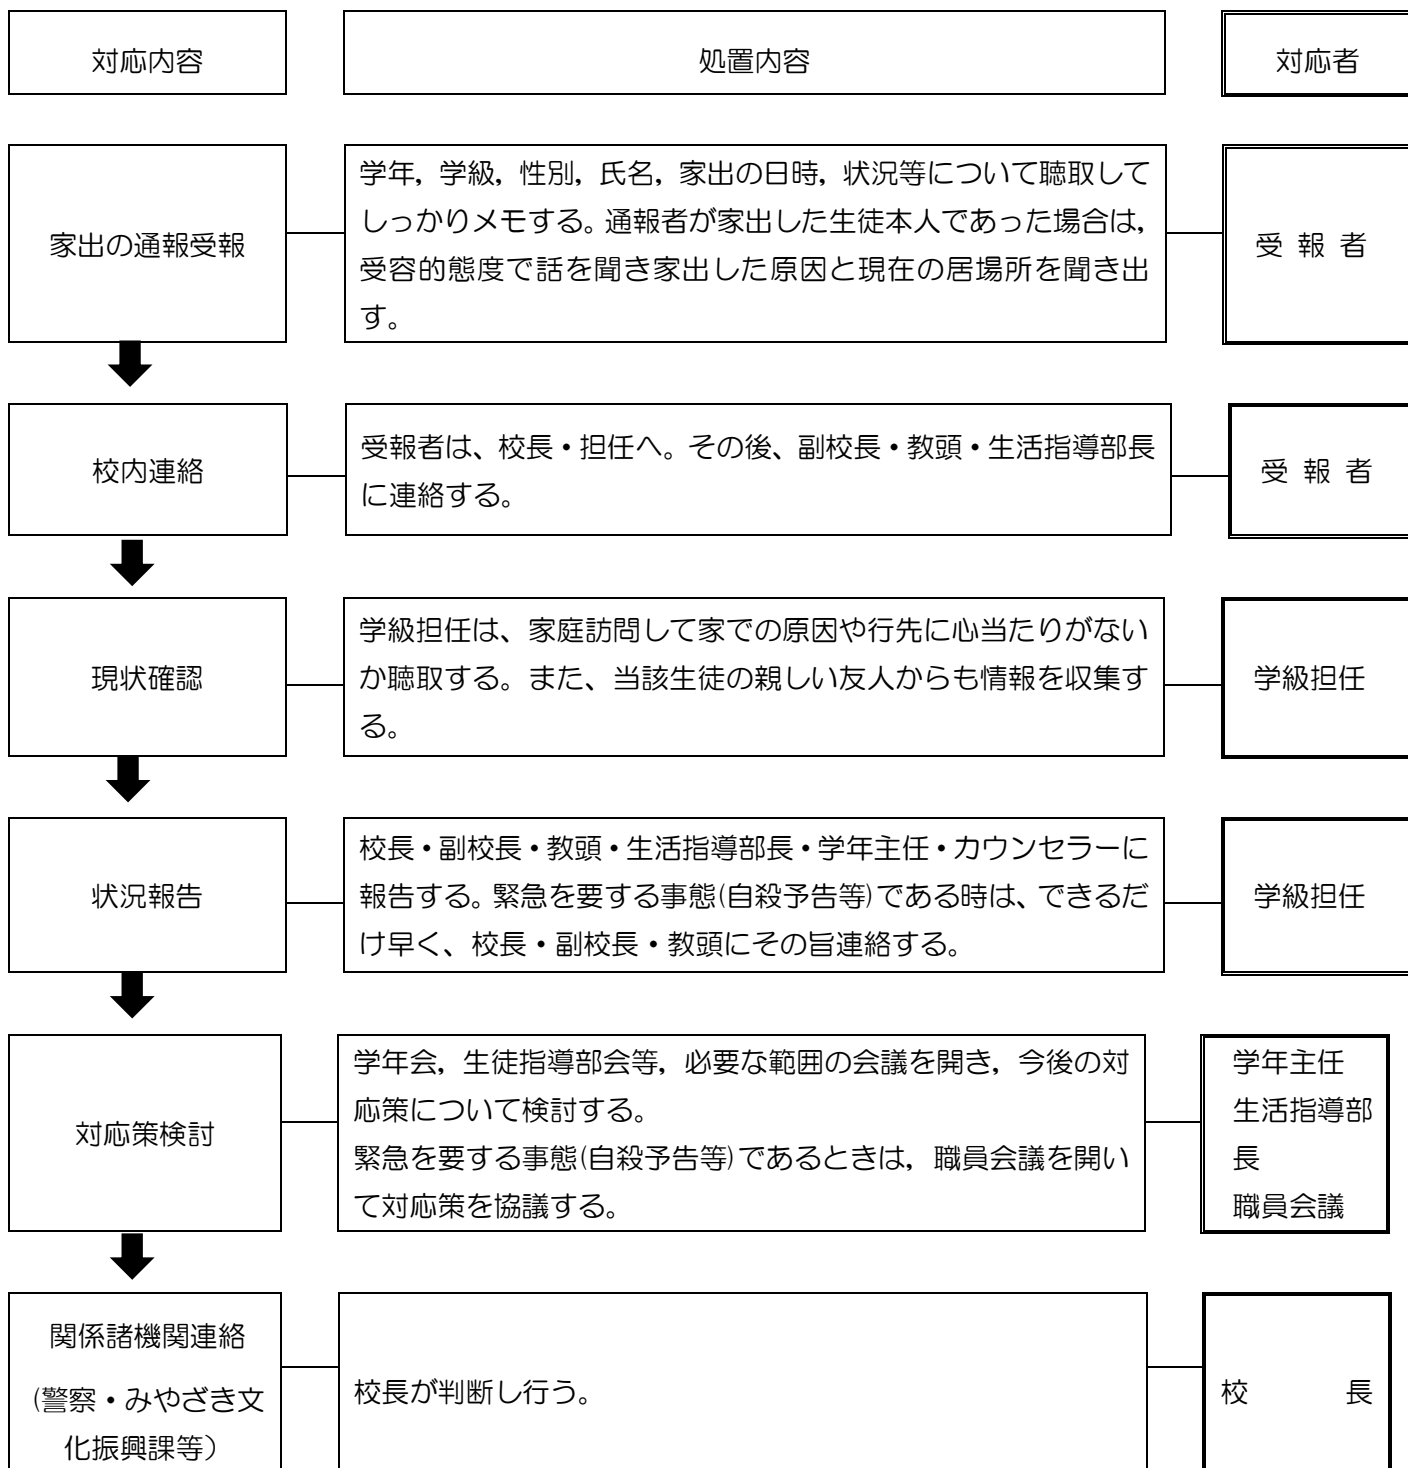 対応内容
処置内容
対応者
家出の通報受報
学年，学級，性別，氏名，家出の日時，状況等について聴取して
しっかりメモする。通報者が家出した生徒本人であった場合は，
受容的態度で話を聞き家出した原因と現在の居場所を聞き出
す。
受 報 者
校内連絡
受報者は、校長・担任へ。その後、副校長・教頭・生活指導部長
に連絡する。
受 報 者
現状確認
学級担任は、家庭訪問して家での原因や行先に心当たりがない
か聴取する。また、当該生徒の親しい友人からも情報を収集す
る。
学級担任
状況報告
校長・副校長・教頭・生活指導部長・学年主任・カウンセラーに
報告する。緊急を要する事態(自殺予告等)である時は、できるだ
け早く、校長・副校長・教頭にその旨連絡する。
学級担任
対応策検討
学年会，生徒指導部会等，必要な範囲の会議を開き，今後の対
応策について検討する。
緊急を要する事態(自殺予告等)であるときは，職員会議を開い
て対応策を協議する。
学年主任
生活指導部
長
職員会議
関係諸機関連絡
(警察・みやざき文
化振興課等）
校長が判断し行う。
校 長